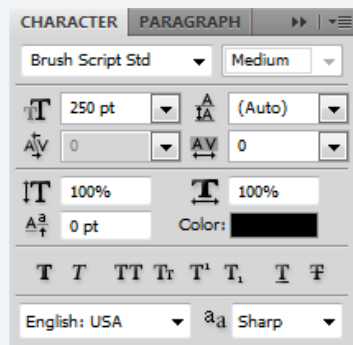 CHARACTER PARAGRAPH
Brush Script Std Medium
250 pt (Auto)
0 0
100% 100%
0 pt Color:
T T TT Tt T¹ T₁ T T
English: USA aa Sharp